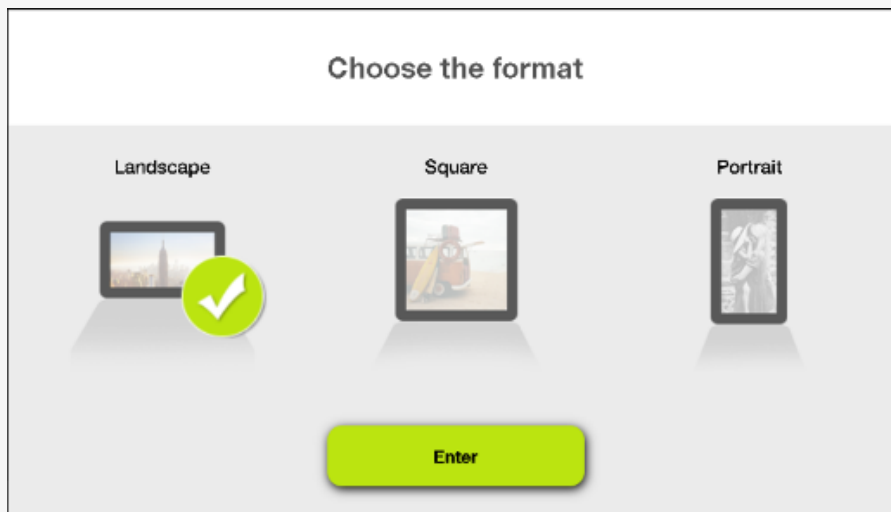 Choose the format
Landscape
Square
Portrait
Enter